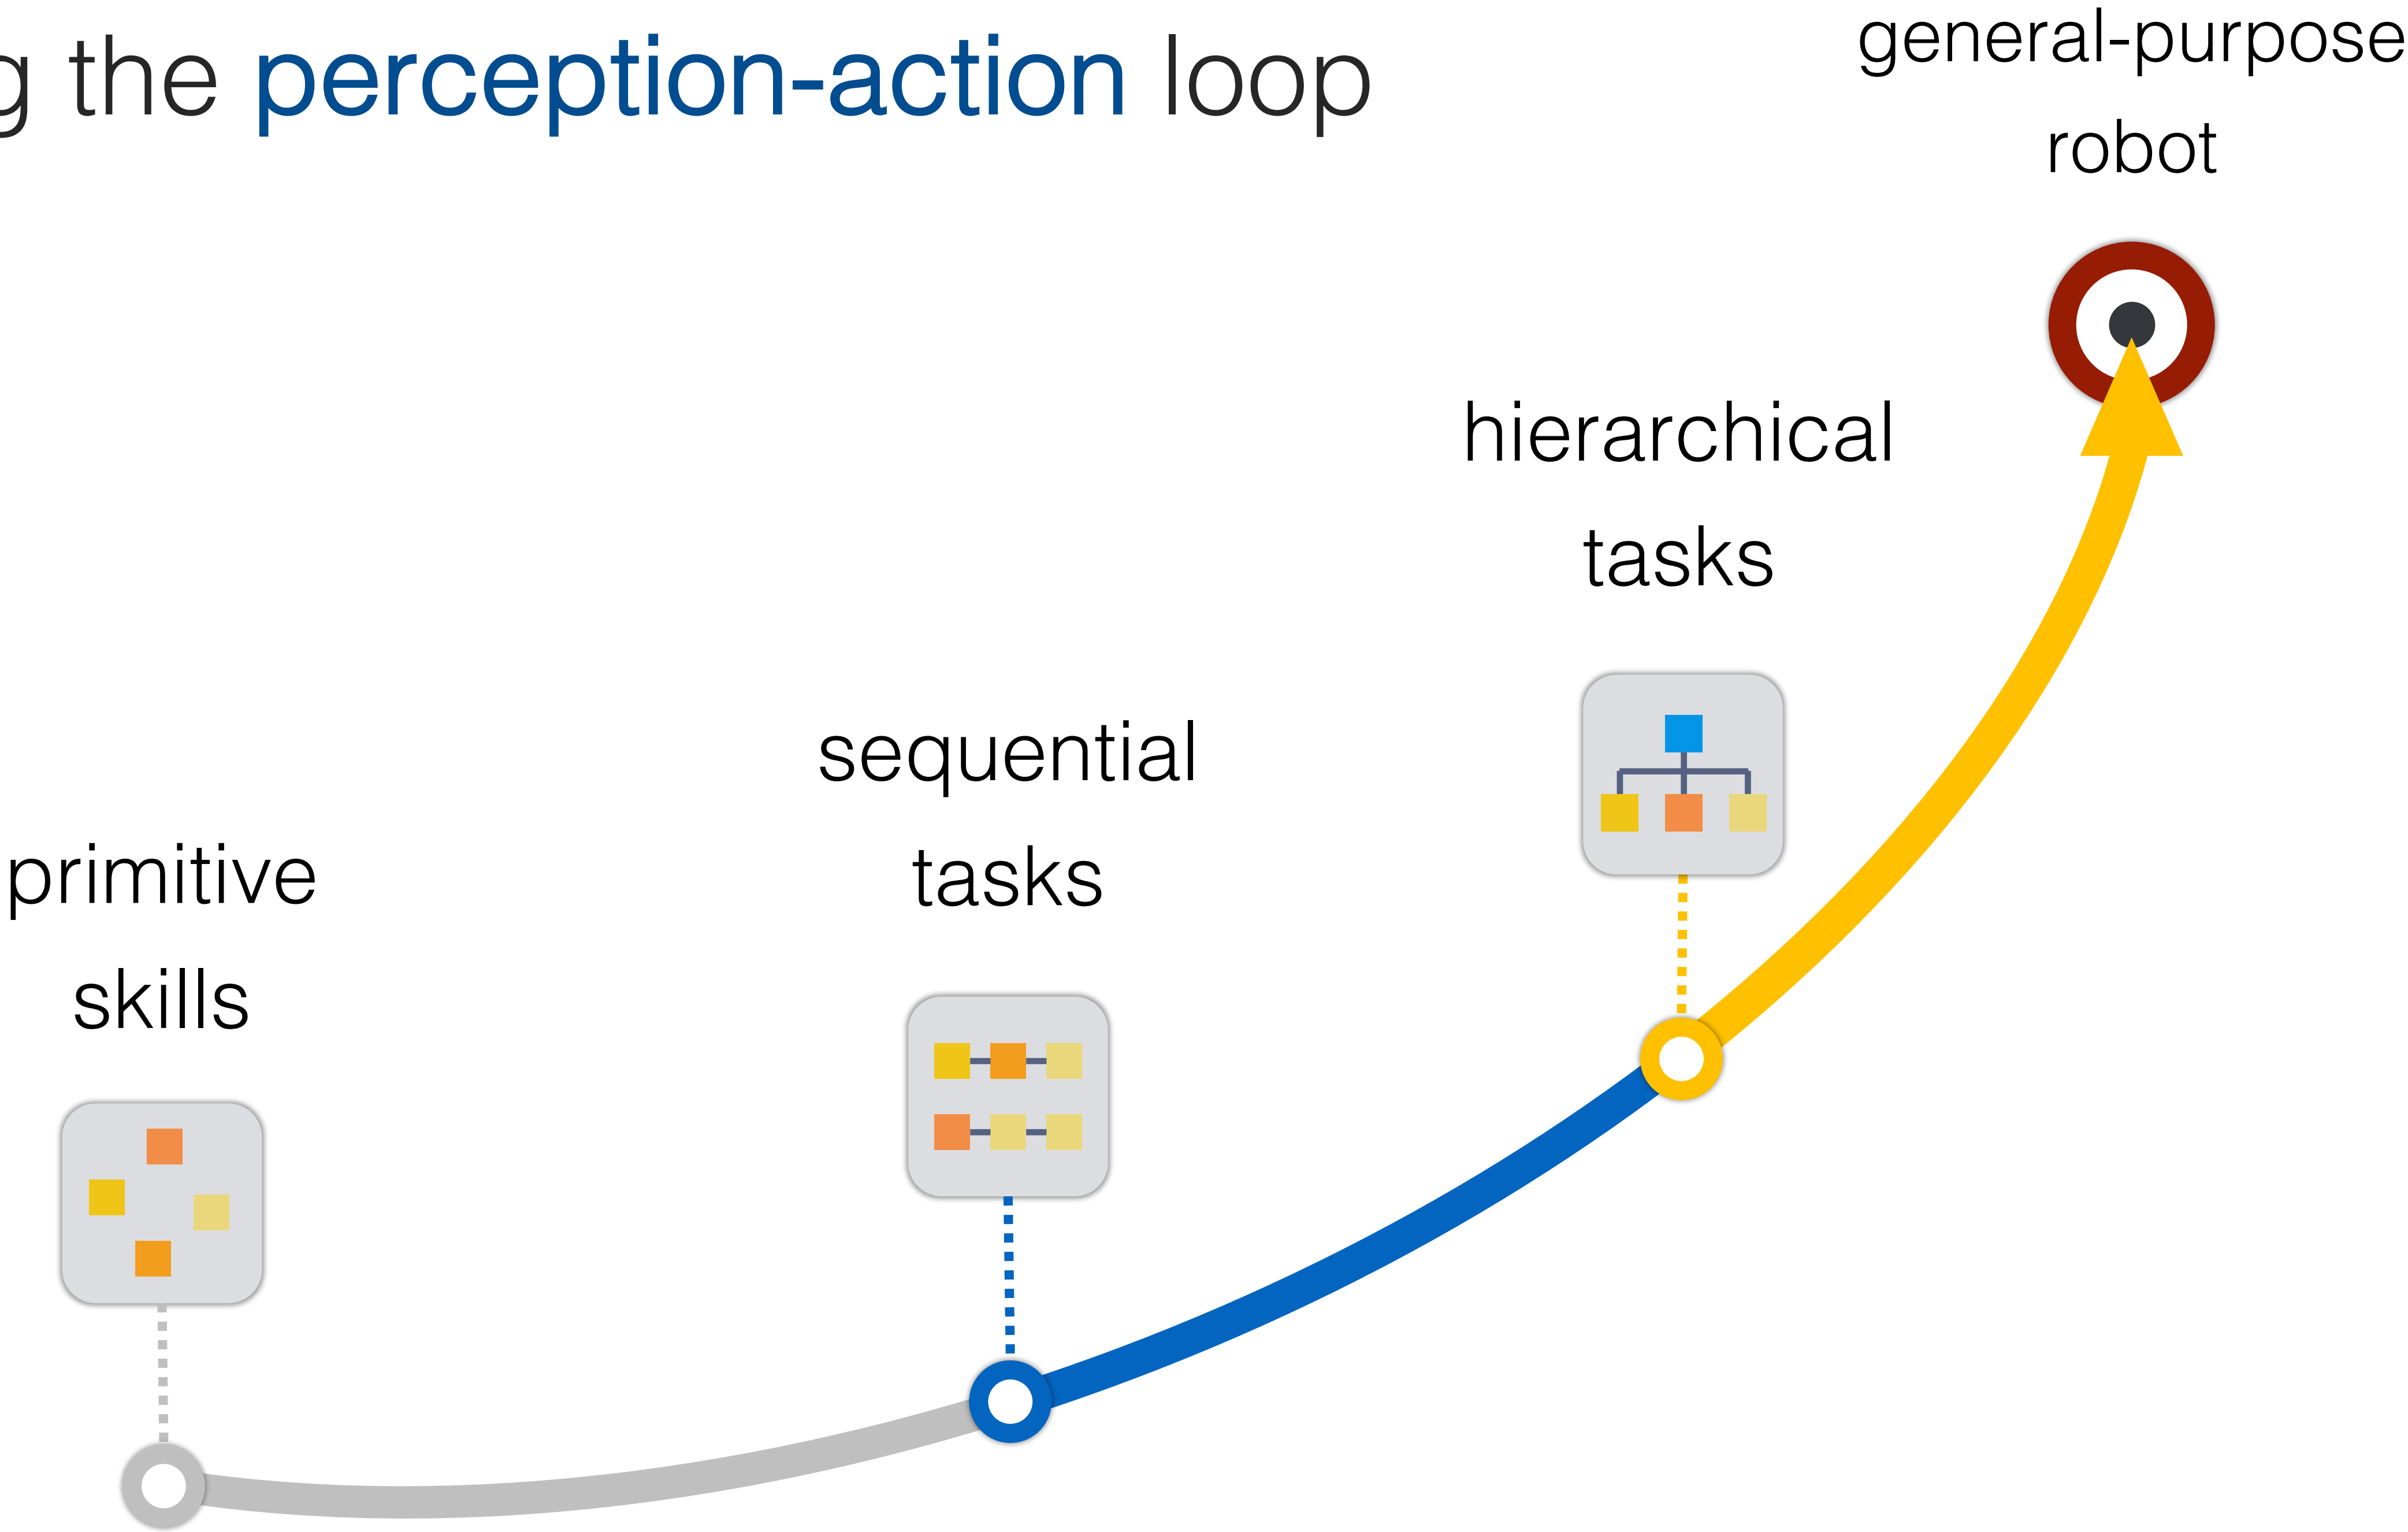 g the perception-action loop
general-purpose
robot
hierarchical
tasks
sequential
tasks
primitive
skills